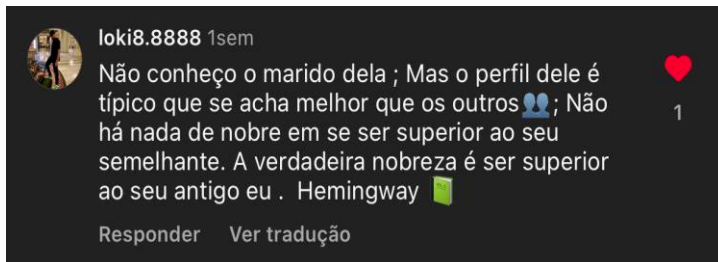 loki8.8888 1sem
Não conheço o marido dela ; Mas o perfil dele é
típico que se acha melhor que os outros👥; Não
há nada de nobre em se ser superior ao seu
semelhante. A verdadeira nobreza é ser superior
ao seu antigo eu .  Hemingway 📗
1
Responder Ver tradução